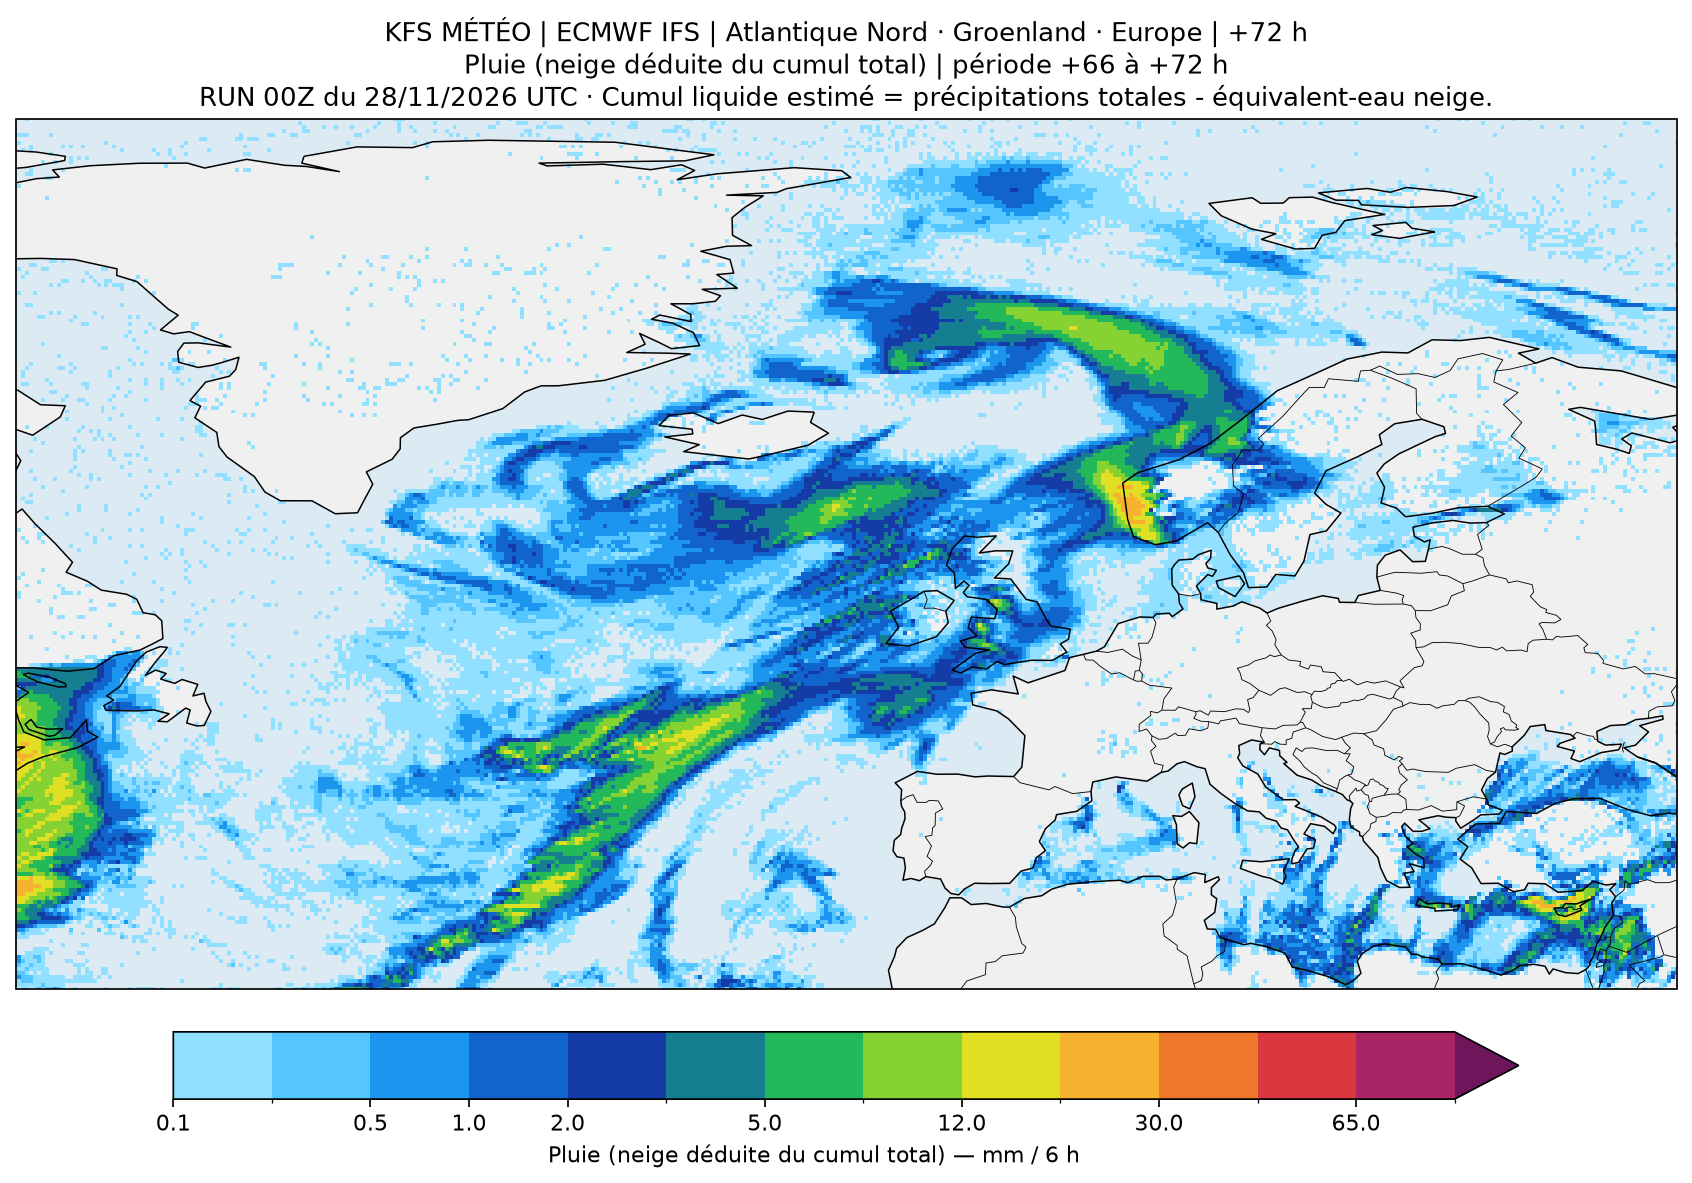 KFS MÉTÉO | ECMWF IFS | Atlantique Nord · Groenland · Europe | +72 h
Pluie (neige déduite du cumul total) | période +66 à +72 h
RUN 00Z du 28/11/2026 UTC · Cumul liquide estimé = précipitations totales - équivalent-eau neige.
0.1 0.5 1.0 2.0 5.0 12.0 30.0 65.0
Pluie (neige déduite du cumul total) — mm / 6 h